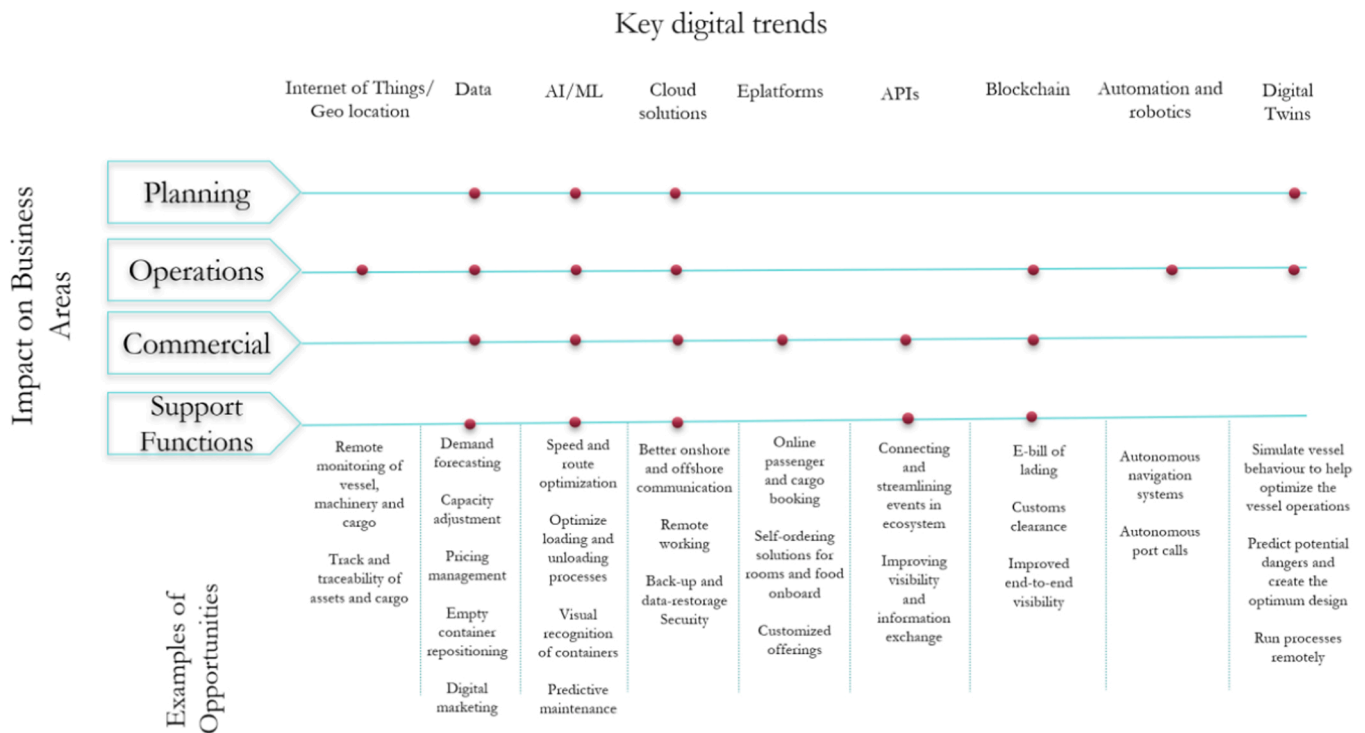 Key digital trends
Internet of Things/
Geo location
Data
AI/ML
Cloud
solutions
Eplatforms
APIs
Blockchain
Automation and
robotics
Digital
Twins
Impact on Business
Areas
Planning
Operations
Commercial
Support
Functions
Examples of
Opportunities
Remote
monitoring of
vessel,
machinery and
cargo
Track and
traceability of
assets and cargo
Demand
forecasting
Capacity
adjustment
Pricing
management
Empty
container
repositioning
Digital
marketing
Speed and
route
optimization
Optimize
loading and
unloading
processes
Visual
recognition
of containers
Predictive
maintenance
Better onshore
and offshore
communication
Remote
working
Back-up and
data-restorage
Security
Online
passenger
and cargo
booking
Self-ordering
solutions for
rooms and food
onboard
Customized
offerings
Connecting
and
streamlining
events in
ecosystem
Improving
visibility
and
information
exchange
E-bill of
lading
Customs
clearance
Improved
end-to-end
visibility
Autonomous
navigation
systems
Autonomous
port calls
Simulate vessel
behaviour to help
optimize the
vessel operations
Predict potential
dangers and
create the
optimum design
Run processes
remotely